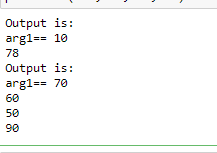 Output is:
arg1== 10
78
Output is:
arg1== 70
60
50
90